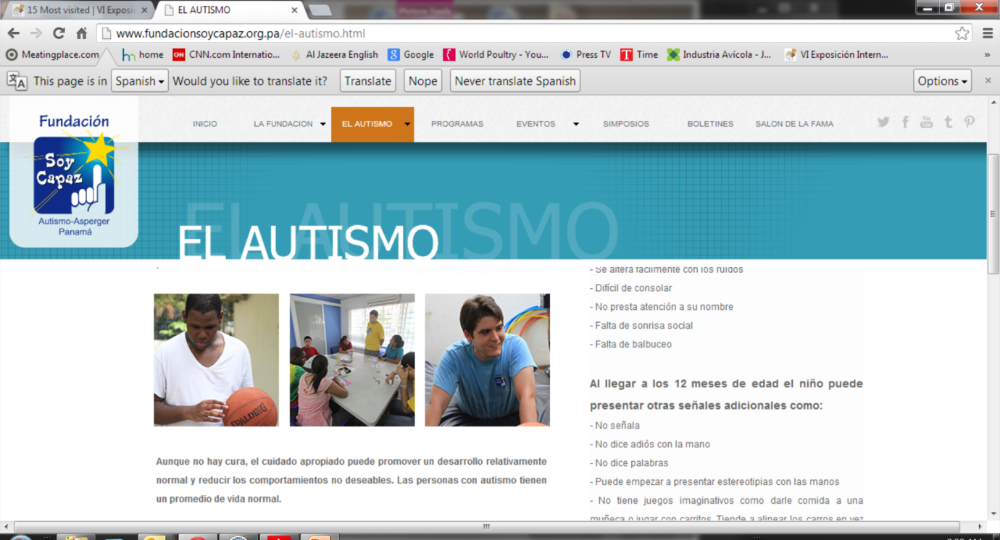 15 Most visited | VI Exposi
EL AUTISMO
www.fundacionsoycapaz.org.pa/el-autismo.html
Meatingplace.com
home
CNN CNN.com Internatio...
Al Jazeera English
8 Google
World Poultry - You...
Press TV
T Time
Industria Avícola - J...
VI Exposición Intern...
»
This page is in Spanish Would you like to translate it? Translate Nope Never translate Spanish Options
Fundación
Soy
Capaz
Autismo-Asperger
Panamá
INICIO
LA FUNDACION
EL AUTISMO
PROGRAMAS
EVENTOS
SIMPOSIOS
BOLETINES
SALON DE LA FAMA
EL AUTISMO
EL AUTISMO
SPALDING
Aunque no hay cura, el cuidado apropiado puede promover un desarrollo relativamente
normal y reducir los comportamientos no deseables. Las personas con autismo tienen
un promedio de vida normal.
- Se altera facilmente con los ruidos
- Difícil de consolar
- No presta atención a su nombre
- Falta de sonrisa social
- Falta de balbuceo
Al llegar a los 12 meses de edad el niño puede
presentar otras señales adicionales como:
- No señala
- No dice adiós con la mano
- No dice palabras
- Puede empezar a presentar estereotipias con las manos
- No tiene juegos imaginativos como darle comida a una
muñeca o jugar con carritos. Tiende a alinear los carros en vez